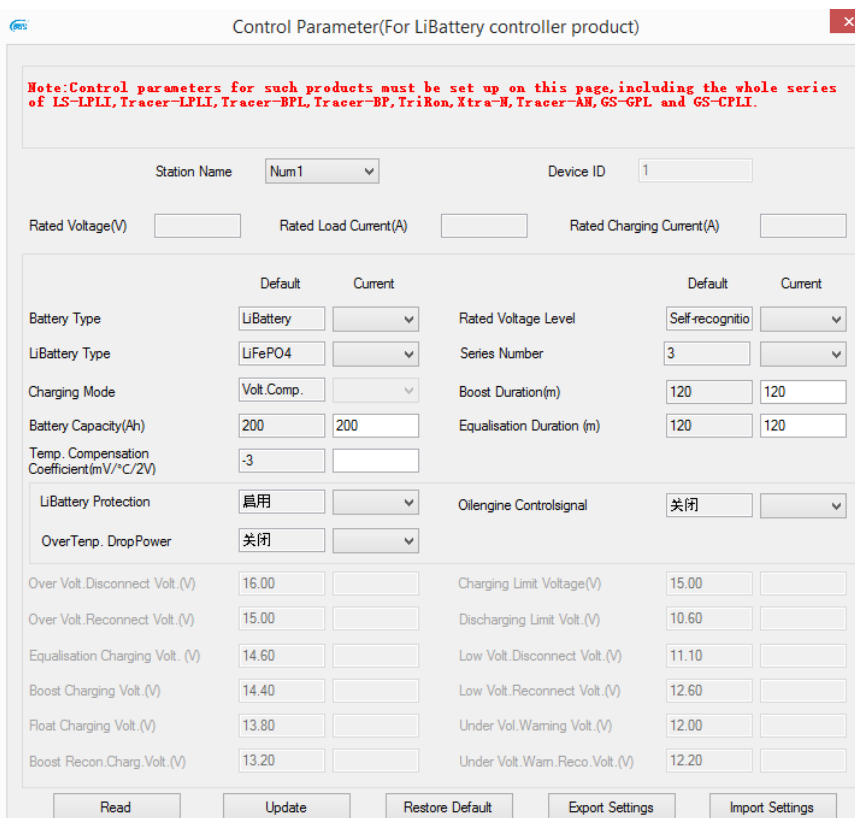 Control Parameter(For LiBattery controller product)
Note:Control parameters for such products must be set up on this page,including the whole series
of LS-LPLI,Tracer-LPLI,Tracer-BPL,Tracer-BP,TriRon,Xtra-N,Tracer-AN,GS-GPL and GS-CPLI.
Station Name Num1 Device ID 1
Rated Voltage(V) Rated Load Current(A) Rated Charging Current(A)
Default Current Default Current
Battery Type LiBattery Rated Voltage Level Self-recognitio
LiBattery Type LiFePO4 Series Number 3
Charging Mode Volt.Comp. Boost Duration(m) 120 120
Battery Capacity(Ah) 200 200 Equalisation Duration (m) 120 120
Temp. Compensation
Coefficient(mV/°C/2V) -3
LiBattery Protection 启用 Oilengine Controlsignal 关闭
OverTenp. DropPower 关闭
Over Volt.Disconnect Volt.(V) 16.00 Charging Limit Voltage(V) 15.00
Over Volt.Reconnect Volt.(V) 15.00 Discharging Limit Volt.(V) 10.60
Equalisation Charging Volt. (V) 14.60 Low Volt.Disconnect Volt.(V) 11.10
Boost Charging Volt.(V) 14.40 Low Volt.Reconnect Volt.(V) 12.60
Float Charging Volt.(V) 13.80 Under Vol.Warning Volt.(V) 12.00
Boost Recon.Charg.Volt.(V) 13.20 Under Volt.Warn.Reco.Volt.(V) 12.20
Read Update Restore Default Export Settings Import Settings